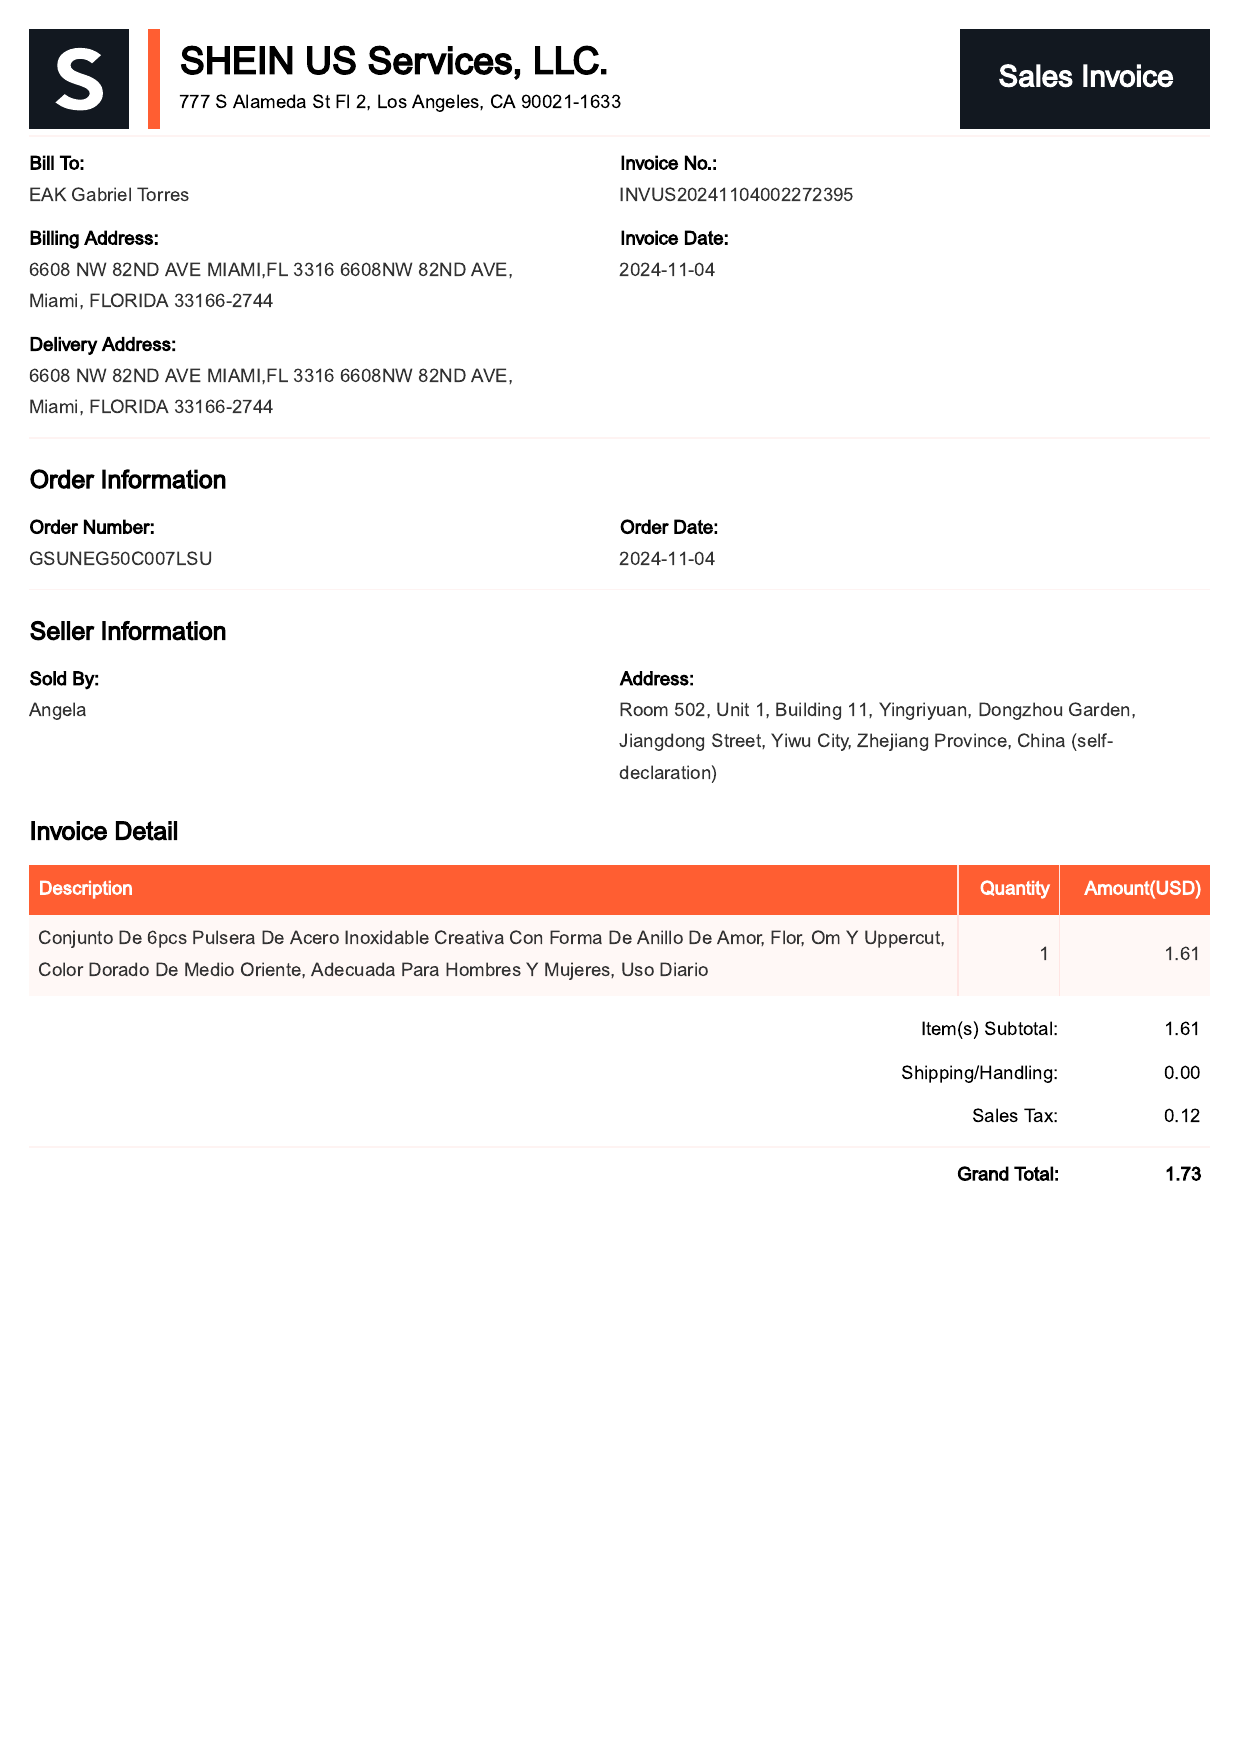 S
SHEIN US Services, LLC.
777 S Alameda St Fl 2, Los Angeles, CA 90021-1633
Sales Invoice
Bill To:
EAK Gabriel Torres
Invoice No.:
INVUS20241104002272395
Billing Address:
6608 NW 82ND AVE MIAMI,FL 3316 6608NW 82ND AVE,
Miami, FLORIDA 33166-2744
Invoice Date:
2024-11-04
Delivery Address:
6608 NW 82ND AVE MIAMI,FL 3316 6608NW 82ND AVE,
Miami, FLORIDA 33166-2744
Order Information
Order Number:
GSUNEG50C007LSU
Order Date:
2024-11-04
Seller Information
Sold By:
Angela
Address:
Room 502, Unit 1, Building 11, Yingriyuan, Dongzhou Garden,
Jiangdong Street, Yiwu City, Zhejiang Province, China (self-
declaration)
Invoice Detail
Description Quantity Amount(USD)
Conjunto De 6pcs Pulsera De Acero Inoxidable Creativa Con Forma De Anillo De Amor, Flor, Om Y Uppercut,
Color Dorado De Medio Oriente, Adecuada Para Hombres Y Mujeres, Uso Diario
1 1.61
Item(s) Subtotal: 1.61
Shipping/Handling: 0.00
Sales Tax: 0.12
Grand Total: 1.73